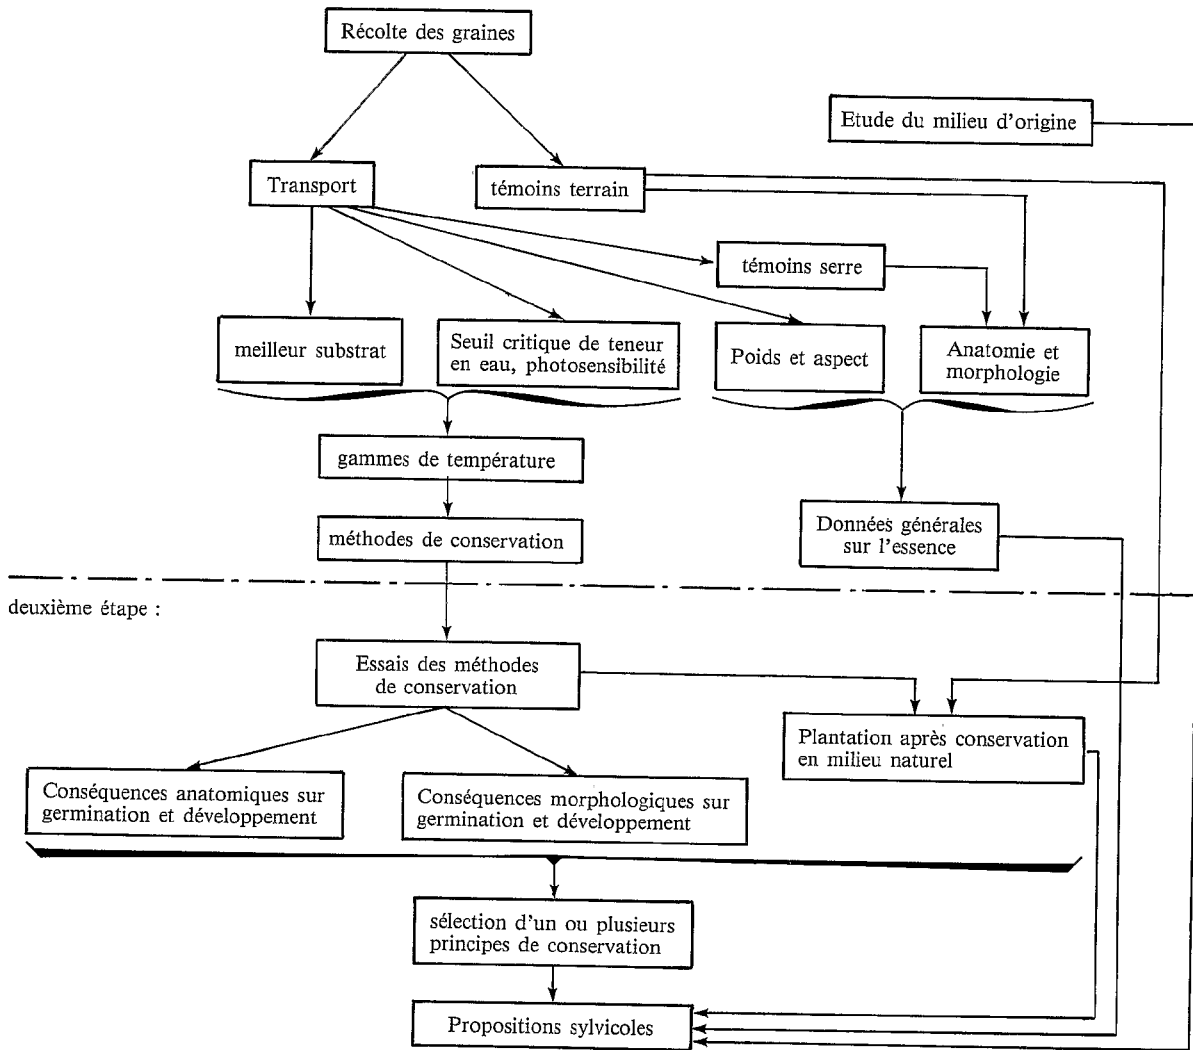 Récolte des graines
Etude du milieu d'origine
Transport
témoins terrain
témoins serre
meilleur substrat
Seuil critique de teneur
en eau, photosensibilité
Poids et aspect
Anatomie et
morphologie
gammes de température
méthodes de conservation
Données générales
sur l'essence
deuxième étape :
Essais des méthodes
de conservation
Plantation après conservation
en milieu naturel
Conséquences anatomiques sur
germination et développement
Conséquences morphologiques sur
germination et développement
sélection d'un ou plusieurs
principes de conservation
Propositions sylvicoles